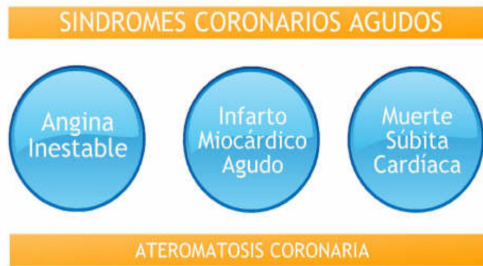 SINDROMES CORONARIOS AGUDOS
Angina
Inestable
Infarto
Miocárdico
Agudo
Muerte
Súbita
Cardíaca
ATEROMATOSIS CORONARIA